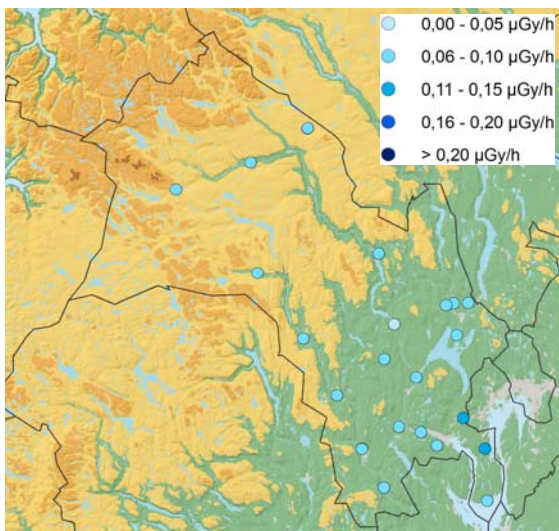 0,00 - 0,05 µGy/h
0,06 - 0,10 µGy/h
0,11 - 0,15 µGy/h
0,16 - 0,20 µGy/h
> 0,20 µGy/h